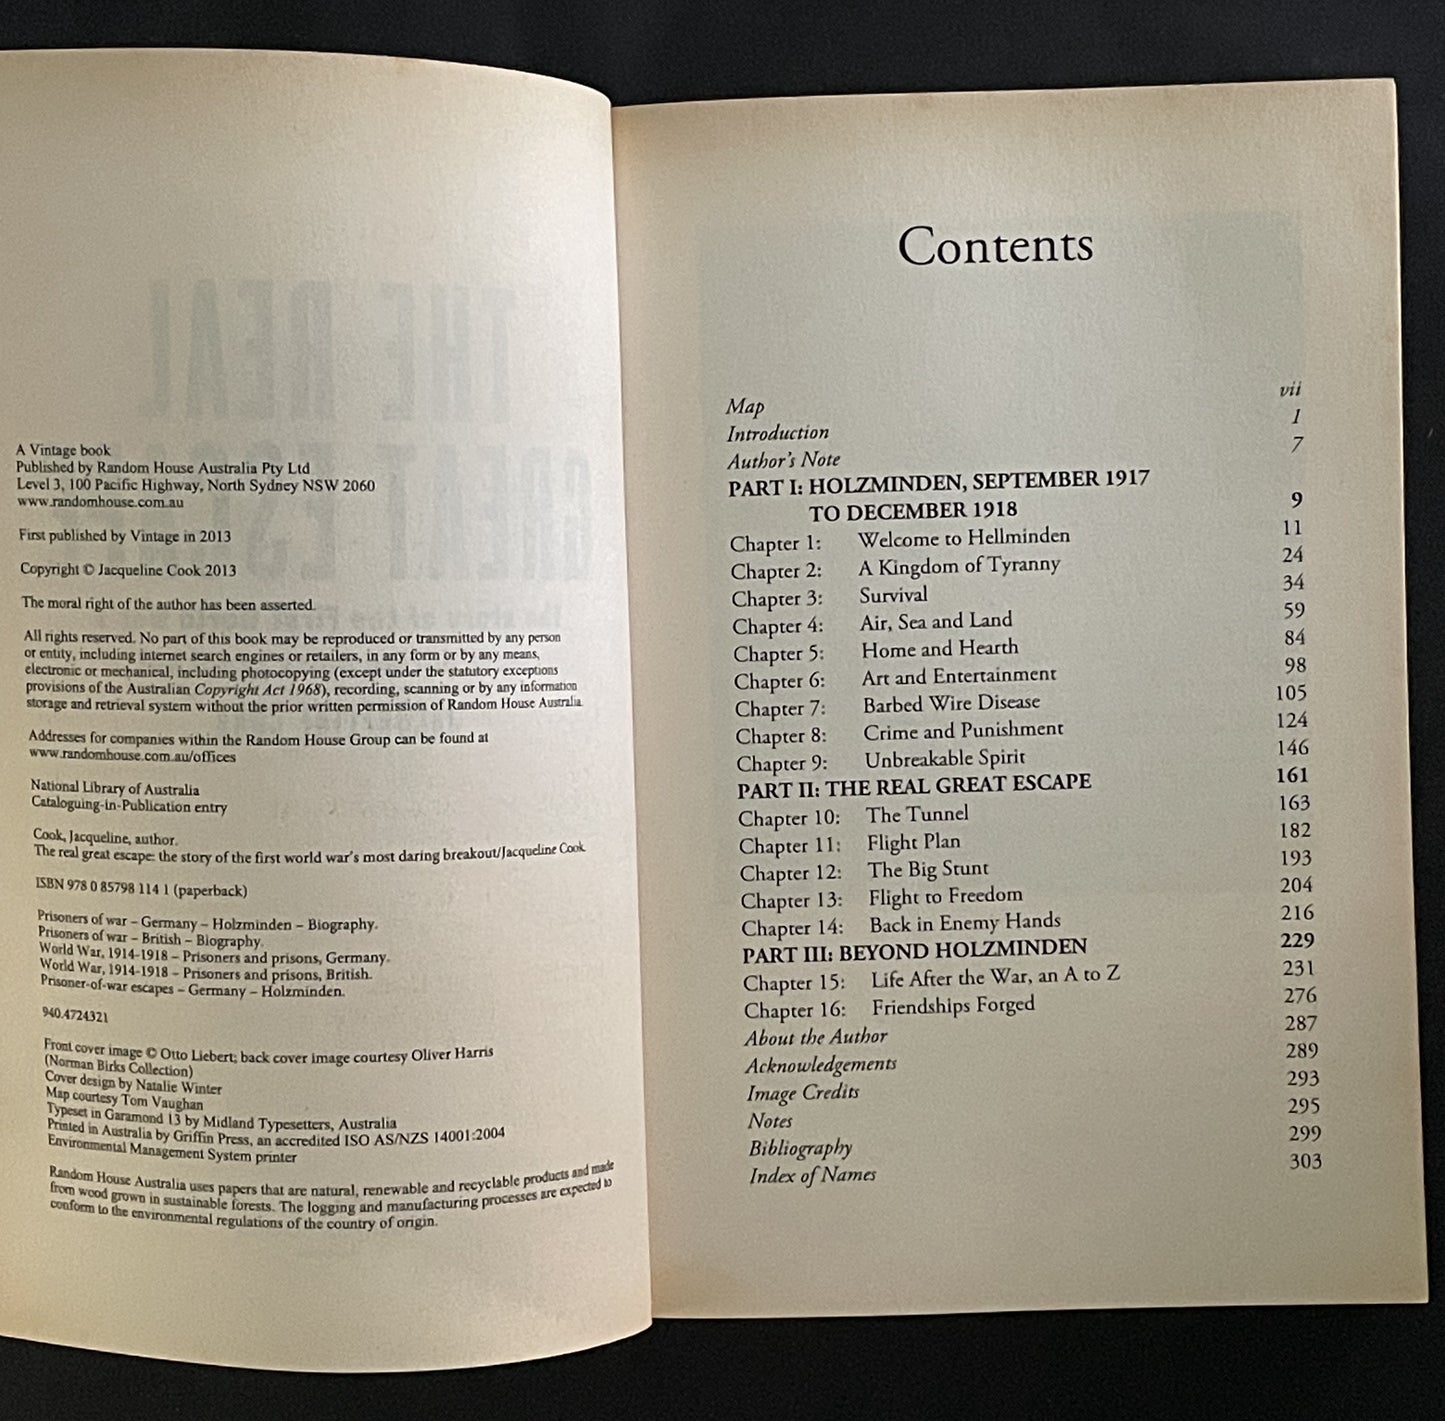 A Vintage book
Published by Random House Australia Pty Ltd
Level 3, 100 Pacific Highway, North Sydney NSW 2060
www.randomhouse.com.au
First published by Vintage in 2013
Copyright © Jacqueline Cook 2013
The moral right of the author has been asserted.
All rights reserved. No part of this book may be reproduced or transmitted by any person
or entity, including internet search engines or retailers, in any form or by any means,
electronic or mechanical, including photocopying (except under the statutory exceptions
provisions of the Australian Copyright Act 1968), recording, scanning or by any information
storage and retrieval system without the prior written permission of Random House Australia.
Addresses for companies within the Random House Group can be found at
www.randomhouse.com.au/offices
National Library of Australia
Cataloguing-in-Publication entry
Cook, Jacqueline, author.
The real great escape: the story of the first world war's most daring breakout/Jacqueline Cook
ISBN 978 0 85798 114 1 (paperback)
Prisoners of war – Germany – Holzminden – Biography.
Prisoners of war – British – Biography.
World War, 1914-1918 – Prisoners and prisons, Germany.
World War, 1914-1918 – Prisoners and prisons, British.
Prisoner-of-war escapes – Germany – Holzminden.
940.4724321
Front cover image © Otto Liebert; back cover image courtesy Oliver Harris
(Norman Birks Collection)
Cover design by Natalie Winter
Map courtesy Tom Vaughan
Typeset in Garamond 13 by Midland Typesetters, Australia
Printed in Australia by Griffin Press, an accredited ISO AS/NZS 14001:2004
Environmental Management System printer
Random House Australia uses papers that are natural, renewable and recyclable products and made
from wood grown in sustainable forests. The logging and manufacturing processes are expected to
conform to the environmental regulations of the country of origin.
Contents
Map vii
Introduction 1
Author's Note 7
PART I: HOLZMINDEN, SEPTEMBER 1917
TO DECEMBER 1918 9
Chapter 1: Welcome to Hellminden 11
Chapter 2: A Kingdom of Tyranny 24
Chapter 3: Survival 34
Chapter 4: Air, Sea and Land 59
Chapter 5: Home and Hearth 84
Chapter 6: Art and Entertainment 98
Chapter 7: Barbed Wire Disease 105
Chapter 8: Crime and Punishment 124
Chapter 9: Unbreakable Spirit 146
PART II: THE REAL GREAT ESCAPE 161
Chapter 10: The Tunnel 163
Chapter 11: Flight Plan 182
Chapter 12: The Big Stunt 193
Chapter 13: Flight to Freedom 204
Chapter 14: Back in Enemy Hands 216
PART III: BEYOND HOLZMINDEN 229
Chapter 15: Life After the War, an A to Z 231
Chapter 16: Friendships Forged 276
About the Author 287
Acknowledgements 289
Image Credits 293
Notes 295
Bibliography 299
Index of Names 303